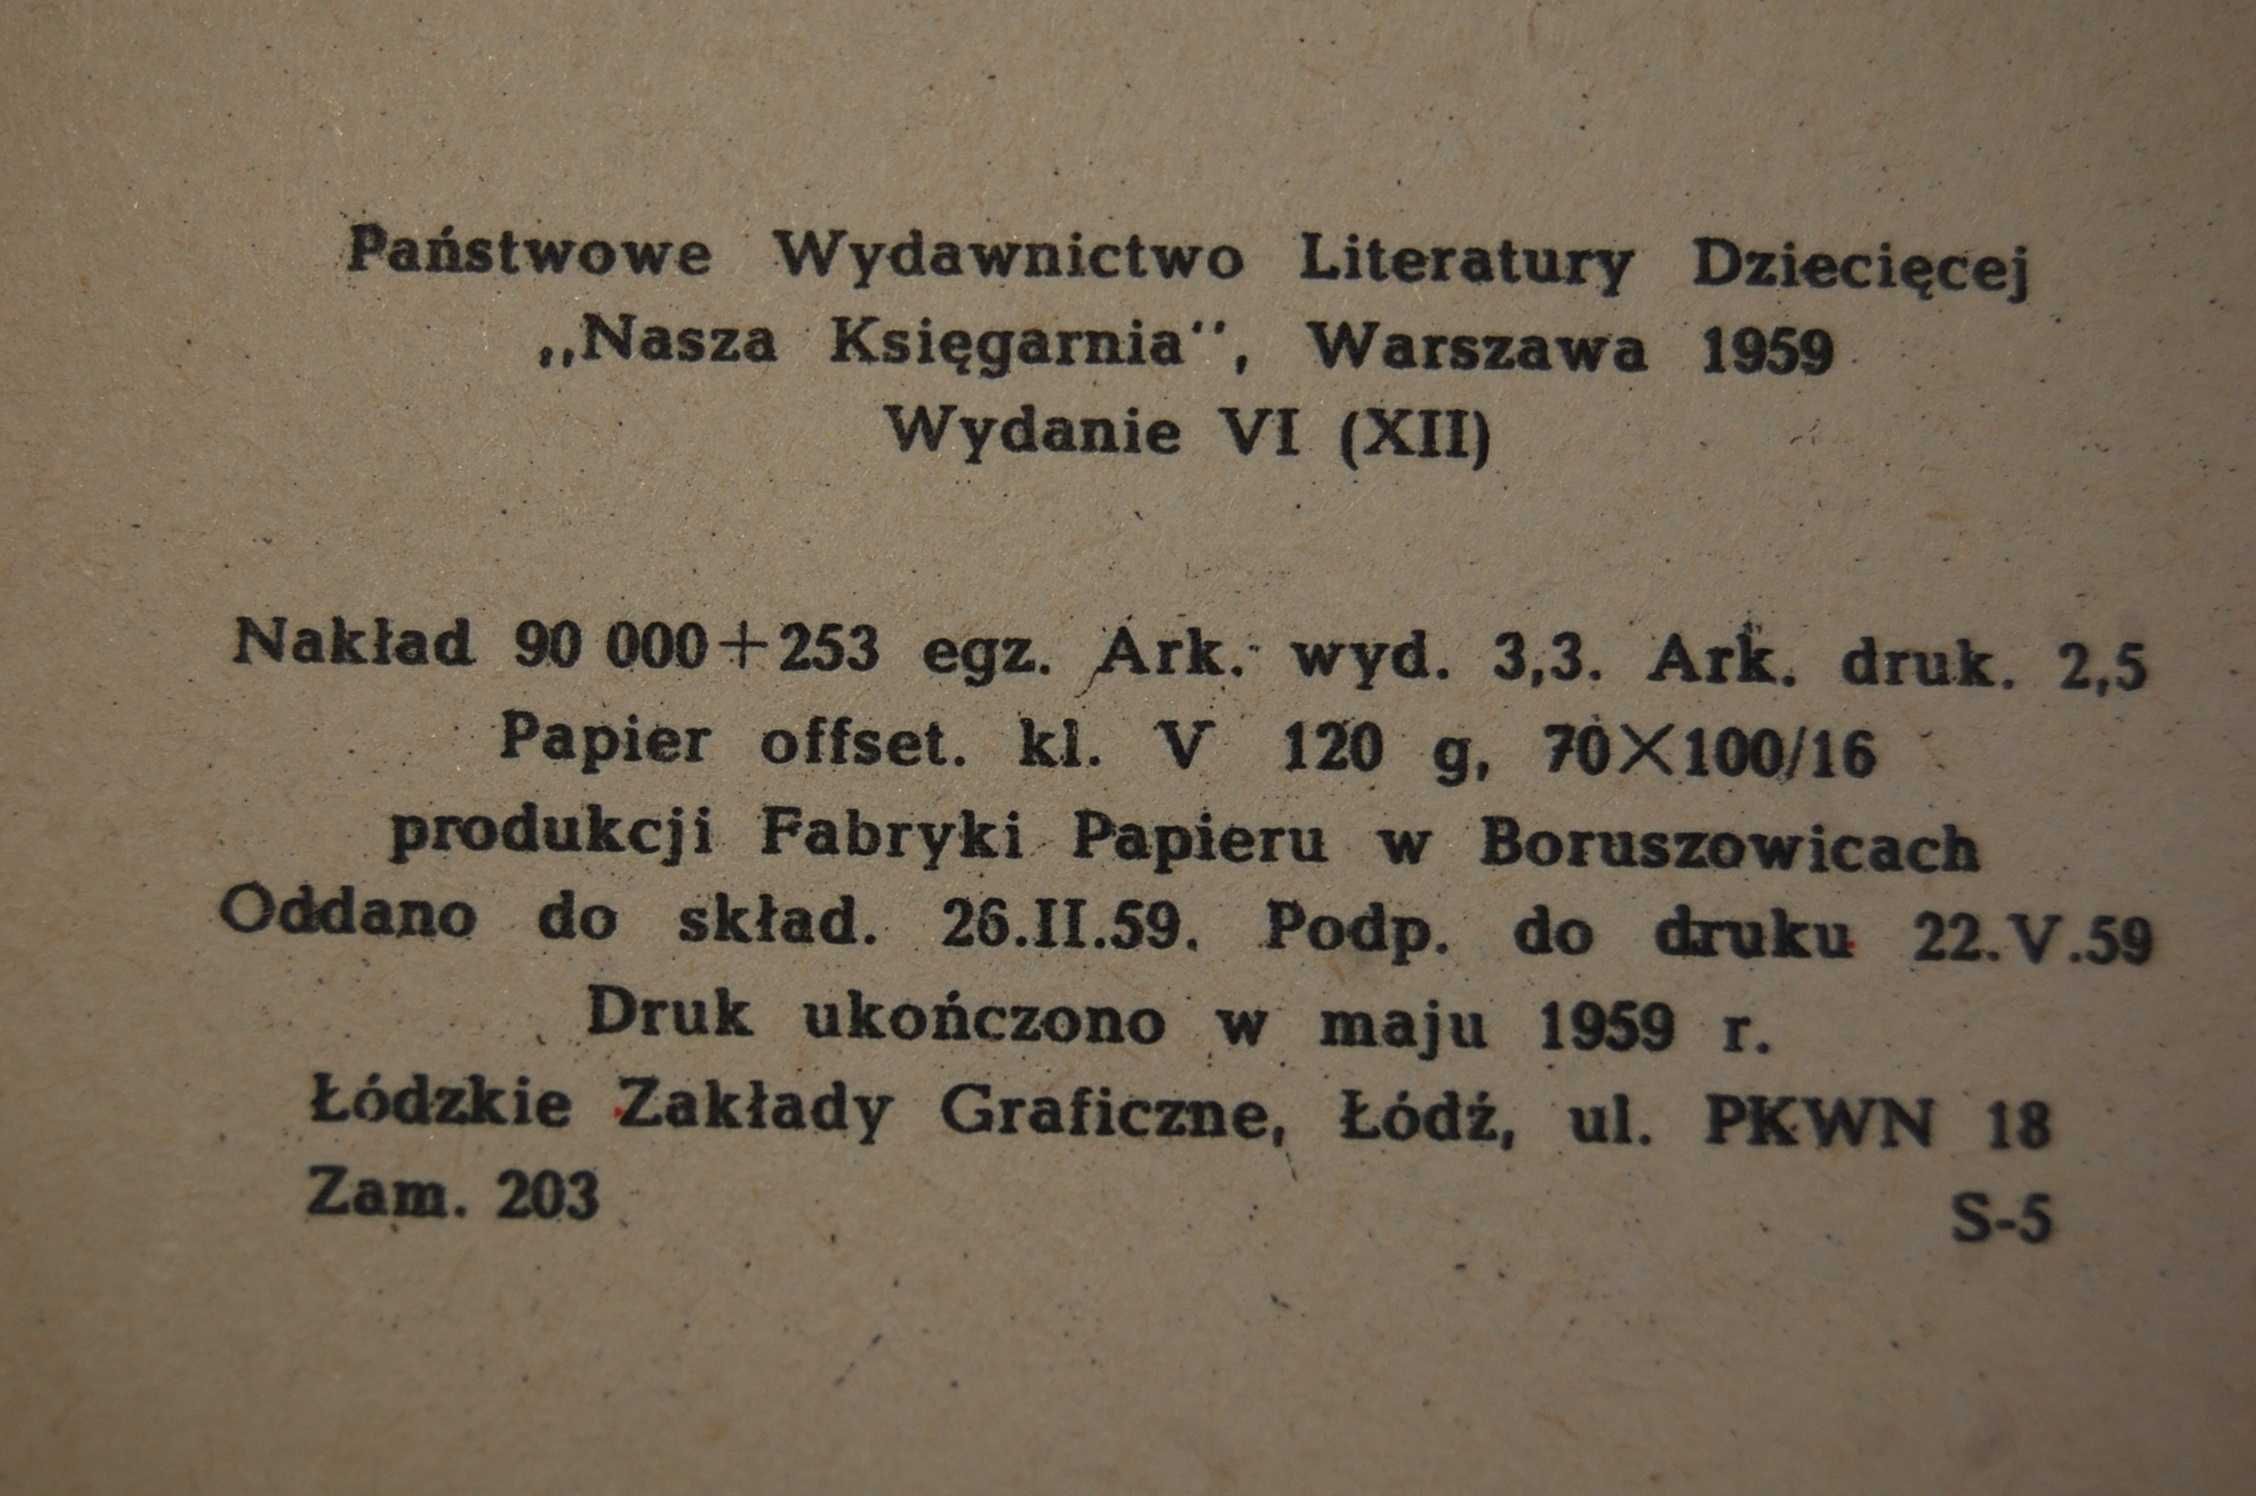 Państwowe Wydawnictwo Literatury Dziecięcej
„Nasza Księgarnia“, Warszawa 1959
Wydanie VI (XII)
Nakład 90 000+253 egz. Ark. wyd. 3,3. Ark. druk. 2,5
Papier offset. kl. V 120 g, 70×100/16
produkcji Fabryki Papieru w Boruszowicach
Oddano do skład. 26.II.59. Podp. do druku 22.V.59
Druk ukończono w maju 1959 r.
Łódzkie Zakłady Graficzne, Łódź, ul. PKWN 18
Zam. 203 S-5